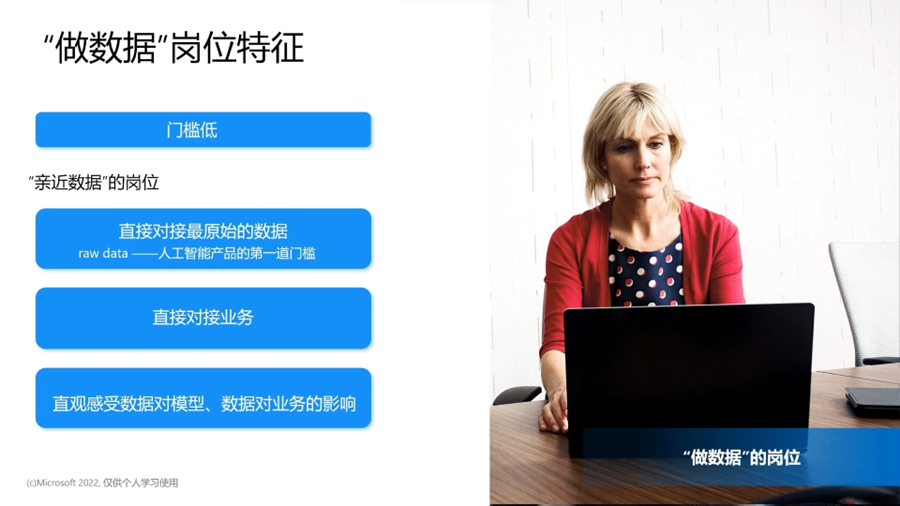 “做数据”岗位特征
门槛低
“亲近数据”的岗位
直接对接最原始的数据
raw data ——人工智能产品的第一道门槛
直接对接业务
直观感受数据对模型、数据对业务的影响
(c)Microsoft 2022, 仅供个人学习使用
“做数据”的岗位